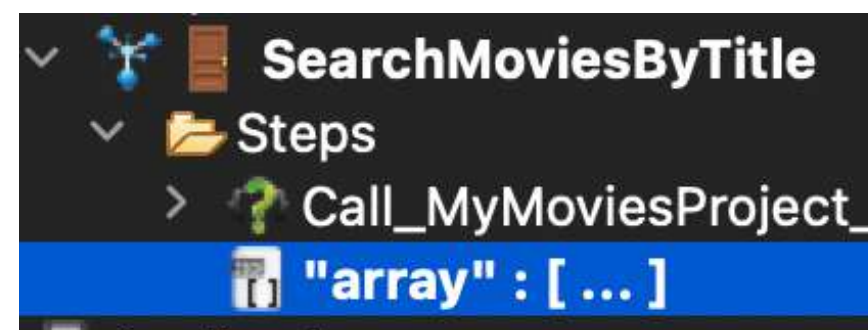 SearchMoviesByTitle
Steps
Call_MyMoviesProject_
"array" : [ ... ]